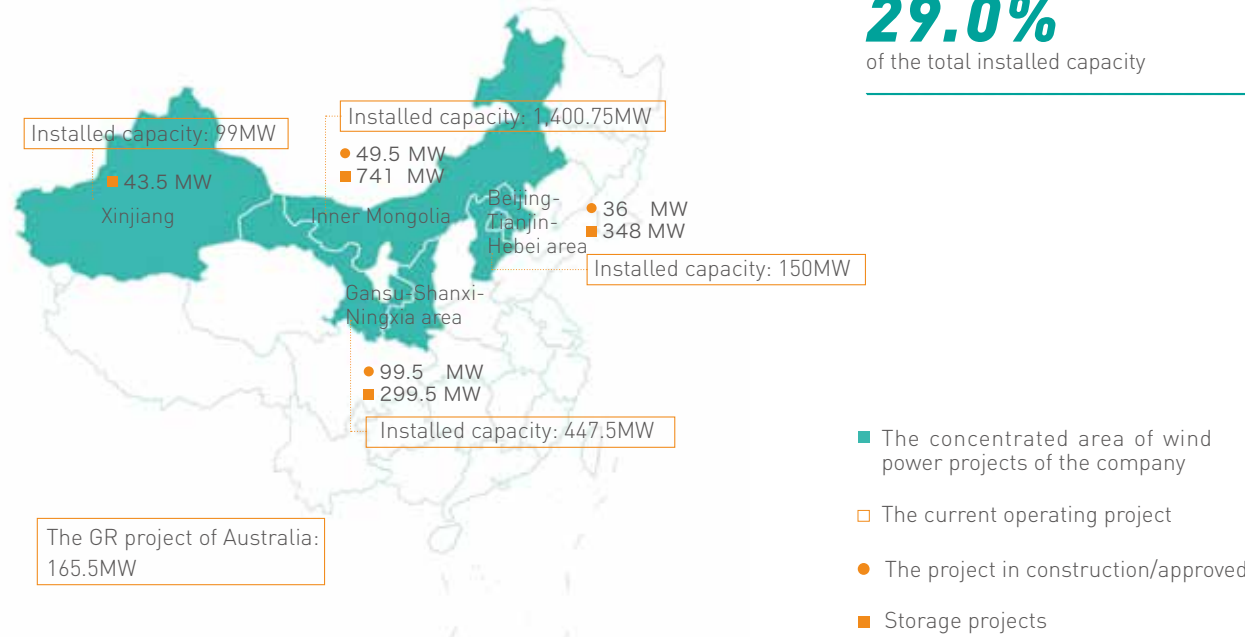 29.0%
of the total installed capacity
Installed capacity: 1,400.75MW
Installed capacity: 99MW
49.5 MW
741 MW
43.5 MW
Xinjiang
Inner Mongolia
Beijing-
Tianjin-
Hebei area
36 MW
348 MW
Installed capacity: 150MW
Gansu-Shanxi-
Ningxia area
99.5 MW
299.5 MW
Installed capacity: 447.5MW
The GR project of Australia:
165.5MW
The concentrated area of wind
power projects of the company
The current operating project
The project in construction/approved
Storage projects